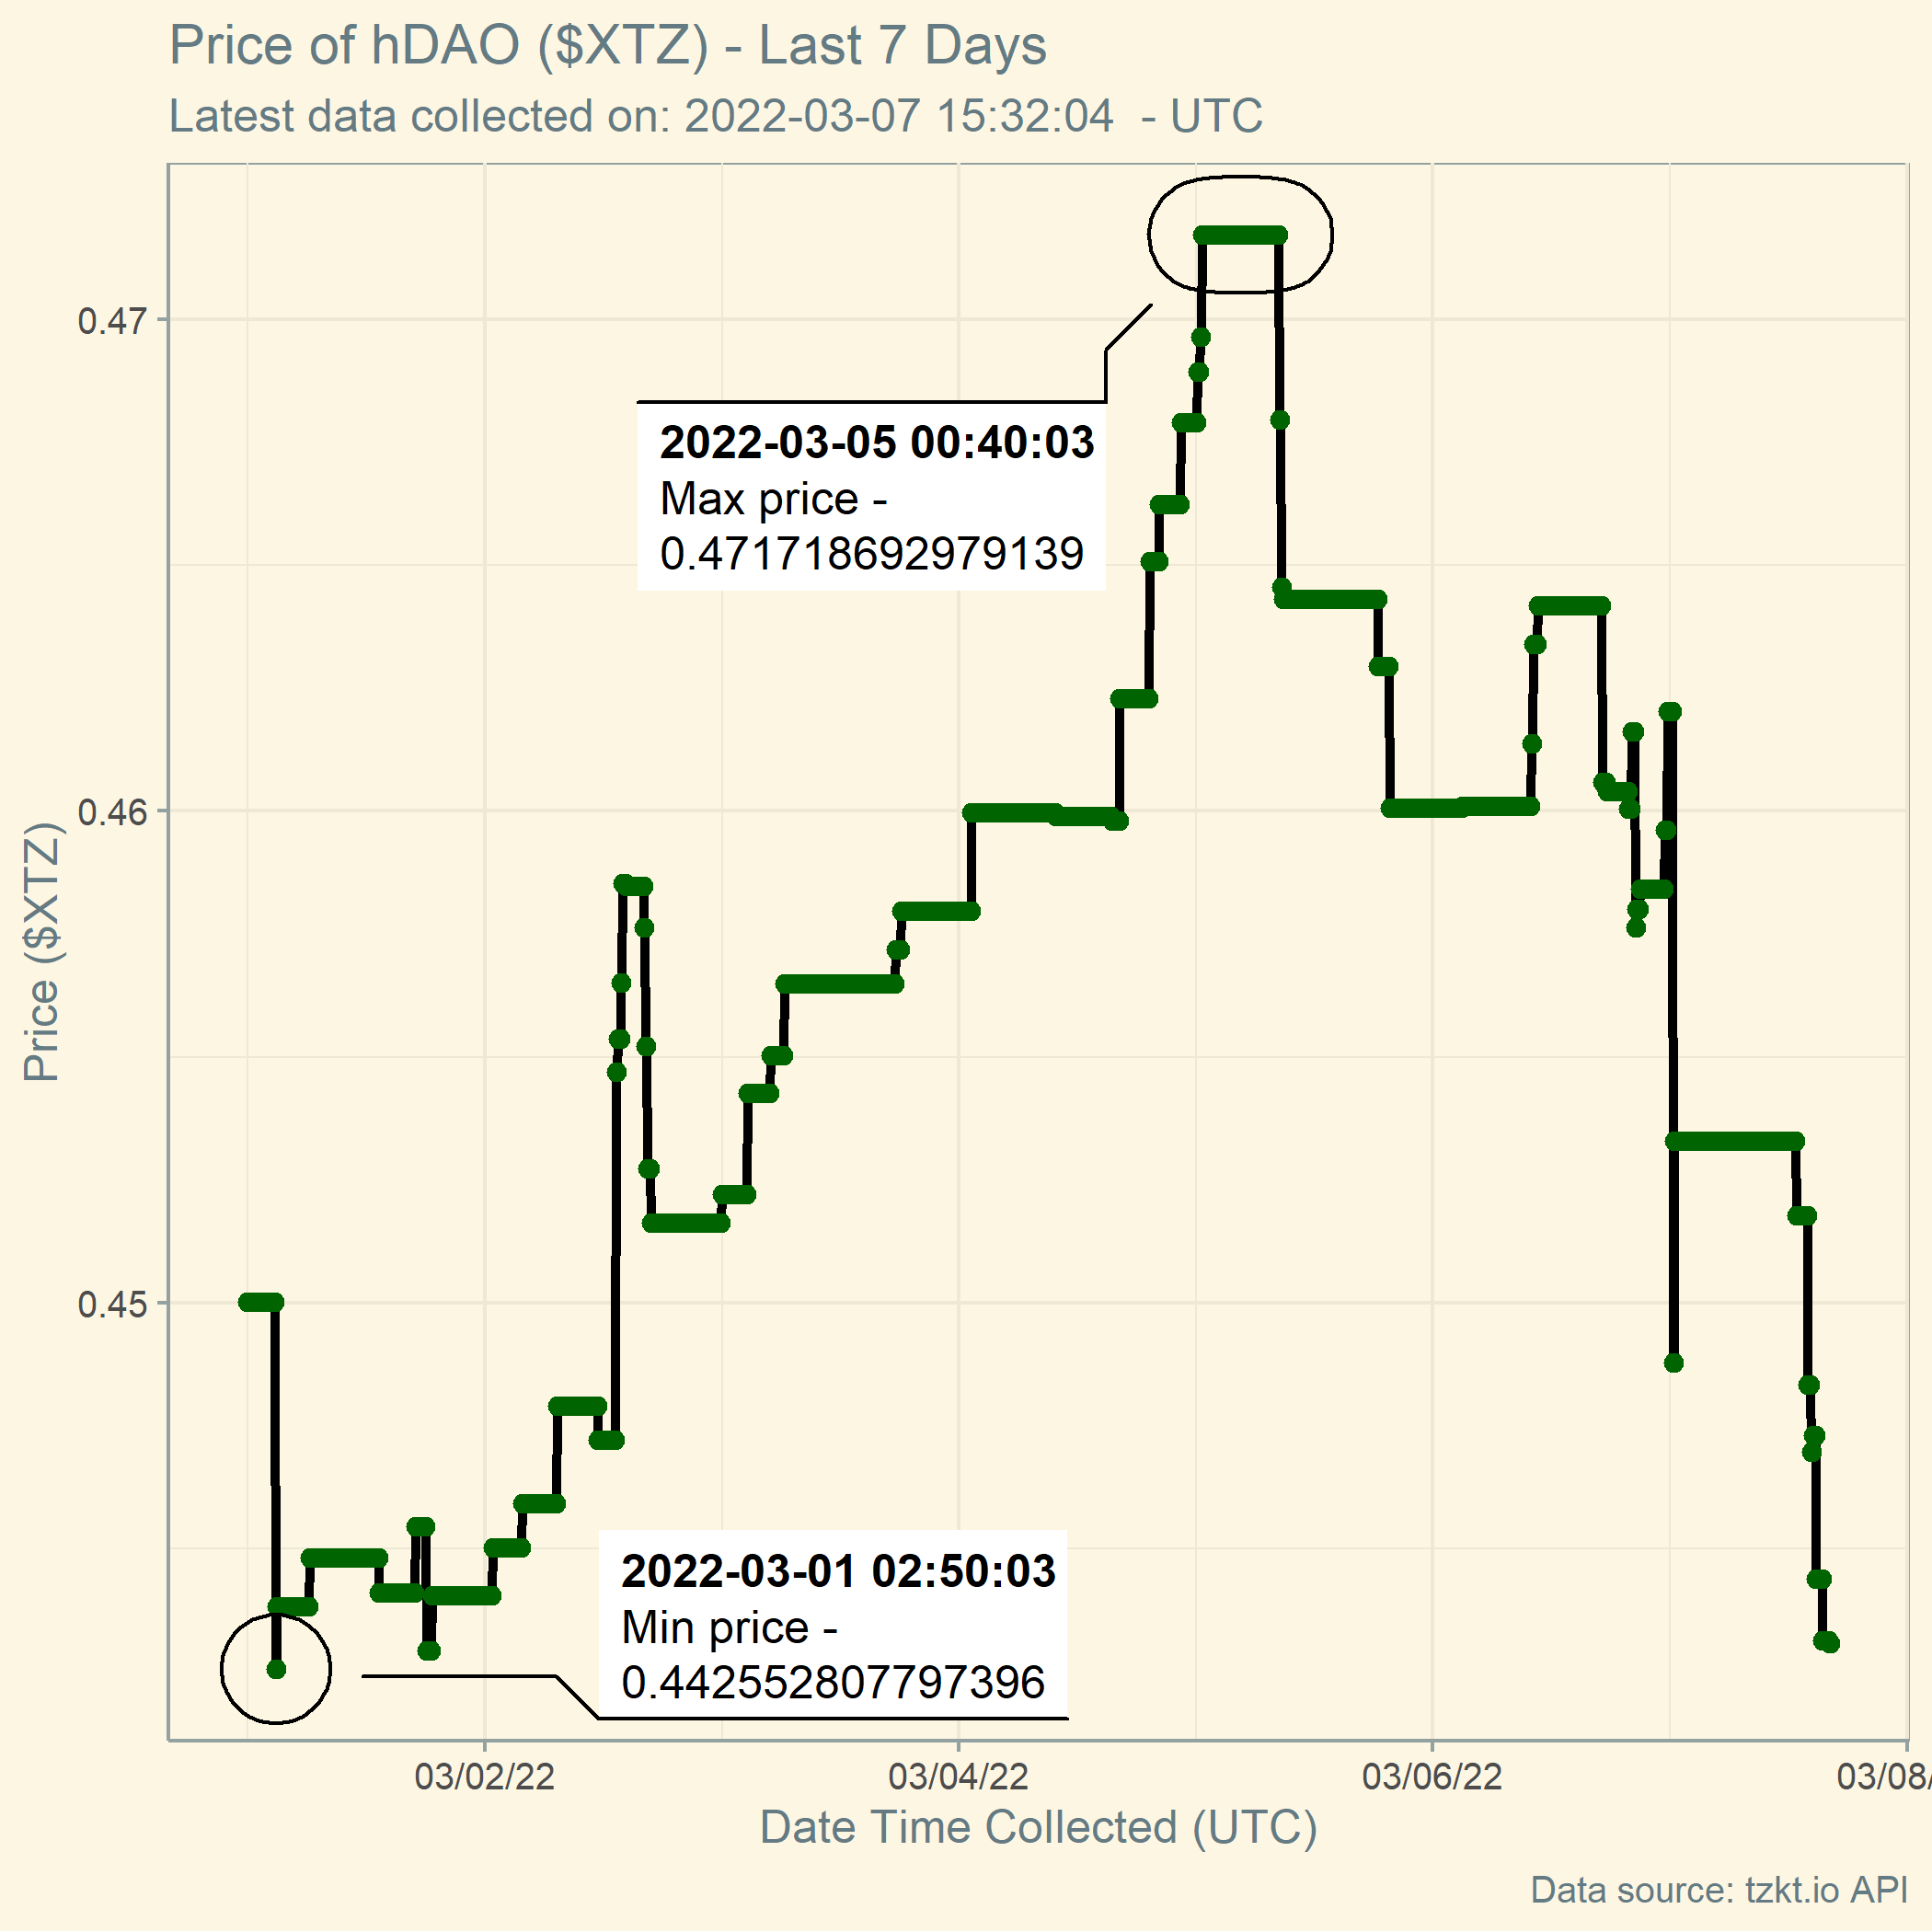 Price of hDAO ($XTZ) - Last 7 Days
Latest data collected on: 2022-03-07 15:32:04  - UTC
0.47
2022-03-05 00:40:03
Max price -
0.471718692979139
0.46
Price ($XTZ)
0.45
2022-03-01 02:50:03
Min price -
0.442552807797396
03/02/22
03/04/22
03/06/22
03/08/
Date Time Collected (UTC)
Data source: tzkt.io API